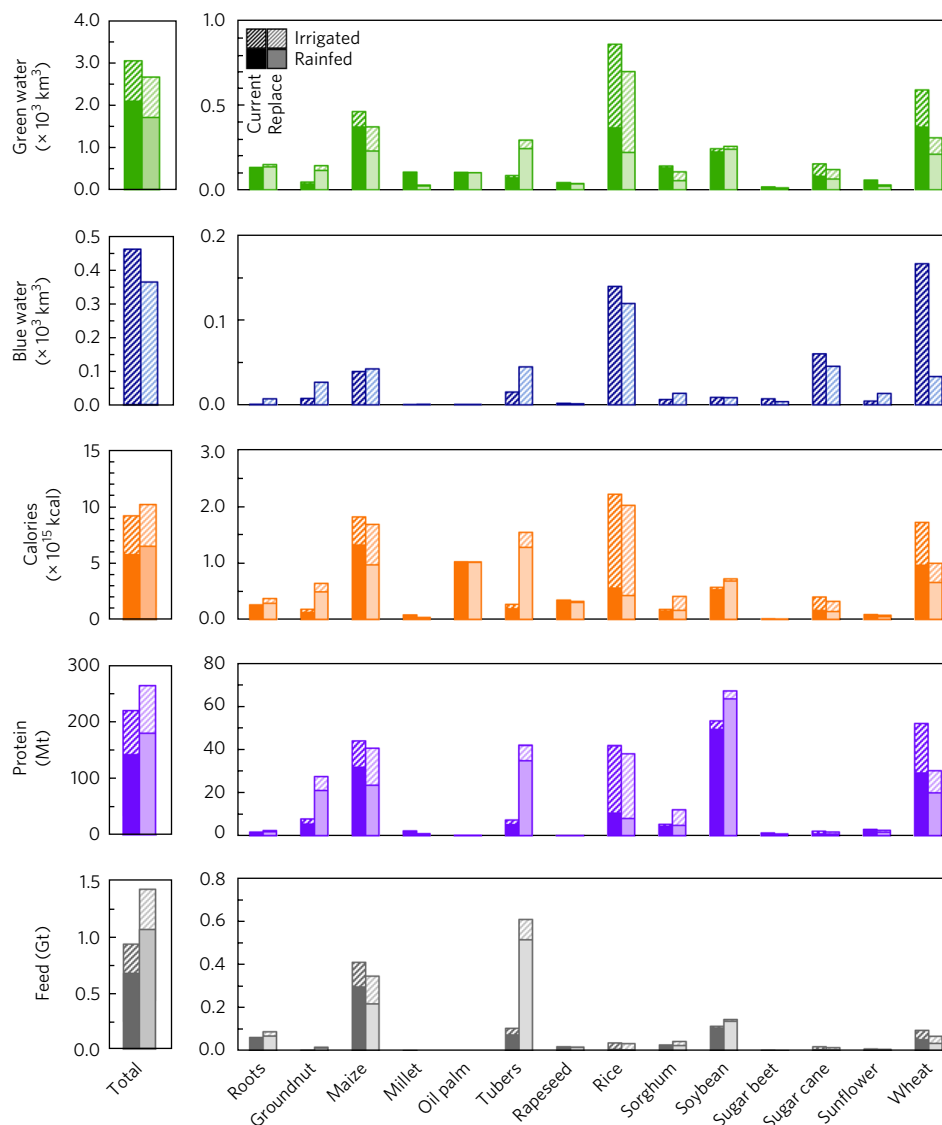 Green water
(× 10³ km³)
4.0
3.0
2.0
1.0
0.0
1.0
0.5
0.0
Irrigated
Rainfed
Current
Replace
Blue water
(× 10³ km³)
0.5
0.4
0.3
0.2
0.1
0.0
0.2
0.1
0.0
Calories
(× 10¹⁵ kcal)
15
10
5
0
3.0
2.0
1.0
0.0
Protein
(Mt)
300
200
100
0
80
60
40
20
0
Feed (Gt)
1.5
1.0
0.5
0.0
0.8
0.6
0.4
0.2
0.0
Total
Roots
Groundnut
Maize
Millet
Oil palm
Tubers
Rapeseed
Rice
Sorghum
Soybean
Sugar beet
Sugar cane
Sunflower
Wheat